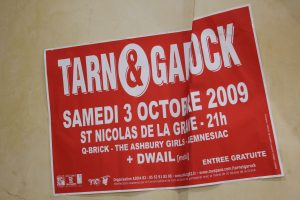 TARN & GAROCK
SAMEDI 3 OCTOBRE 2009
ST NICOLAS DE LA GRAVE - 21h
Q-BRICK - THE ASHBURY GIRLS - EMNESIAC
+ DWAIL [metal]
ENTREE GRATUITE